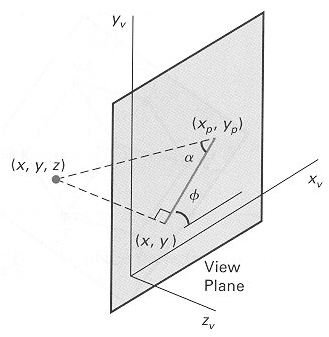 y_v
(x_p, y_p)
α
(x, y, z)
ϕ
x_v
(x, y)
View
Plane
z_v